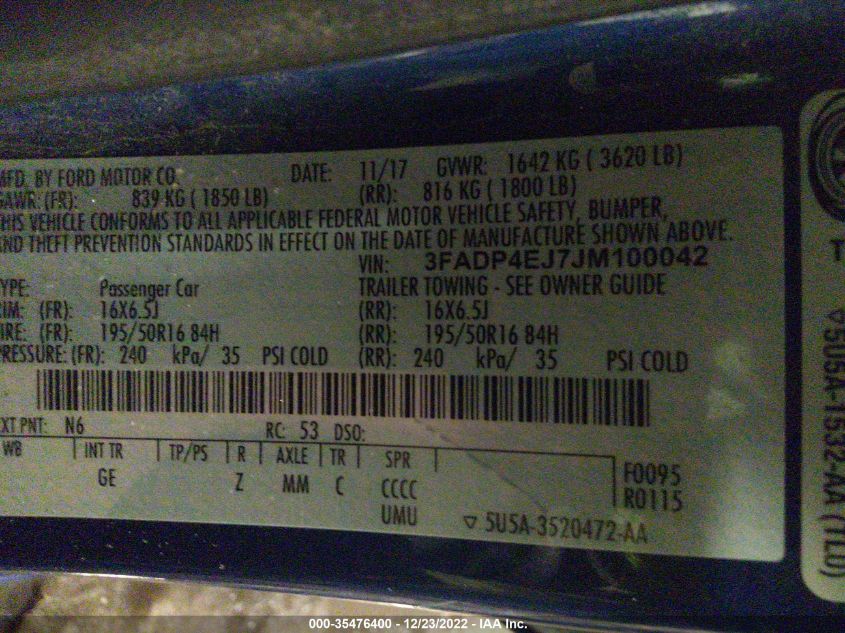 MFD. BY FORD MOTOR CO. DATE: 11/17 GVWR: 1642 KG ( 3620 LB)
GAWR: (FR): 839 KG ( 1850 LB) (RR): 816 KG ( 1800 LB)
THIS VEHICLE CONFORMS TO ALL APPLICABLE FEDERAL MOTOR VEHICLE SAFETY, BUMPER,
AND THEFT PREVENTION STANDARDS IN EFFECT ON THE DATE OF MANUFACTURE SHOWN ABOVE.
VIN: 3FADP4EJ7JM100042
TYPE: Passenger Car TRAILER TOWING - SEE OWNER GUIDE
RIM: (FR): 16X6.5J (RR): 16X6.5J
TIRE: (FR): 195/50R16 84H (RR): 195/50R16 84H
PRESSURE: (FR): 240 kPa/ 35 PSI COLD (RR): 240 kPa/ 35 PSI COLD
EXT PNT: N6 RC: 53 DSO:
WB INT TR TP/PS R AXLE TR SPR
GE Z MM C CCCC
UMU
F0095
R0115
▽ 5U5A-3520472-AA
T
▽ 5U5A-1532-AA (TLD)
000-35476400 - 12/23/2022 - IAA Inc.